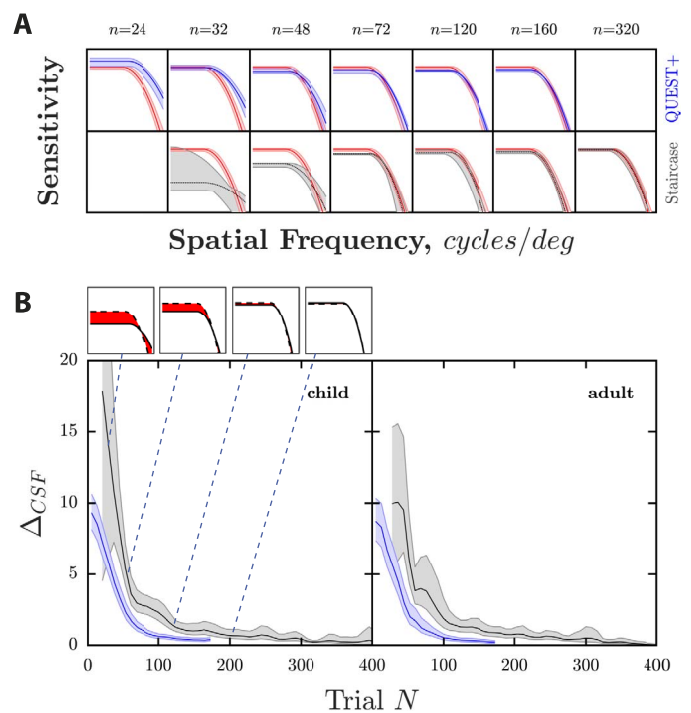 A
n=24 n=32 n=48 n=72 n=120 n=160 n=320
Sensitivity
QUEST+
Staircase
Spatial Frequency, cycles/deg
B
20
15
10
5
0
child
adult
Δ_CSF
0 100 200 300 400 100 200 300 400
Trial N